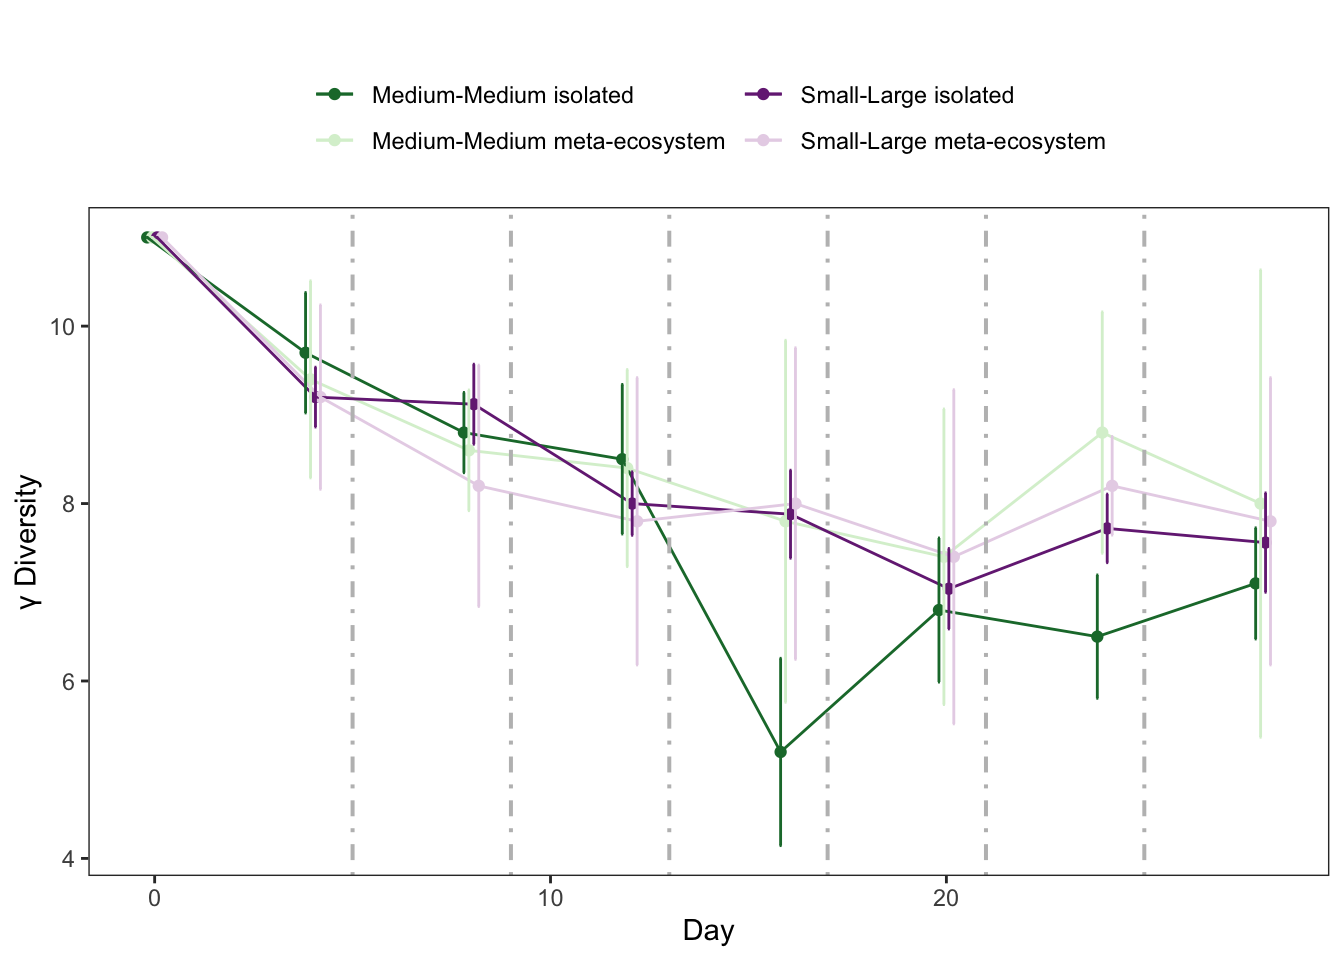 Medium-Medium isolated
Small-Large isolated
Medium-Medium meta-ecosystem
Small-Large meta-ecosystem
10
8
6
4
γ Diversity
0
10
20
Day